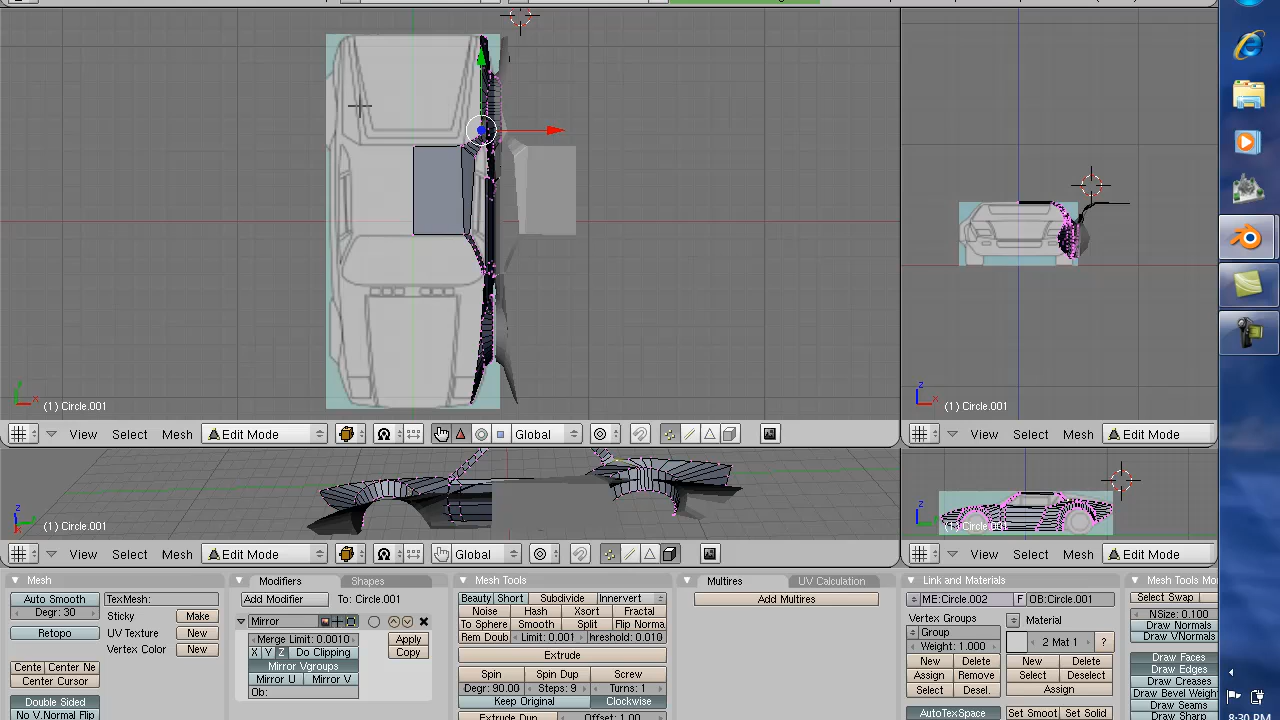 (1) Circle.001
(1) Circle.001
View Select Mesh Edit Mode Global
View Select Mesh Edit Mode
(1) Circle.001
(1) Circle.001
View Select Mesh Edit Mode Global
View Select Mesh Edit Mode
Mesh
Modifiers Shapes
Mesh Tools
Multires UV Calculation
Link and Materials
Mesh Tools Mo
Auto Smooth TexMesh:
Degr: 30 Sticky Make
Retopo UV Texture New
Vertex Color New
Cente Center Ne
Center Cursor
Double Sided
No V.Normal Flip
Add Modifier To: Circle.001
Mirror
Merge Limit: 0.0010 Apply
X Y Z Do Clipping Copy
Mirror Vgroups
Mirror U Mirror V
Ob:
Beauty Short Subdivide Innervert
Noise Hash Xsort Fractal
To Sphere Smooth Split Flip Norma
Rem Doub Limit: 0.001 hreshold: 0.010
Extrude
Spin Spin Dup Screw
Degr: 90.00 Steps: 9 Turns: 1
Keep Original Clockwise
Extrude Dup Offset: 1.00
Add Multires
ME:Circle.002 F OB:Circle.001
Vertex Groups
Group
Weight: 1.000
New Delete
Assign Remove
Select Desel.
AutoTexSpace
Material
2 Mat 1 ?
New Delete
Select Deselect
Assign
Set Smoot Set Solid
Select Swap
NSize: 0.100
Draw Normals
Draw VNormals
Draw Faces
Draw Edges
Draw Creases
Draw Bevel Weight
Draw Seams
Draw Sharp
8:30 PM